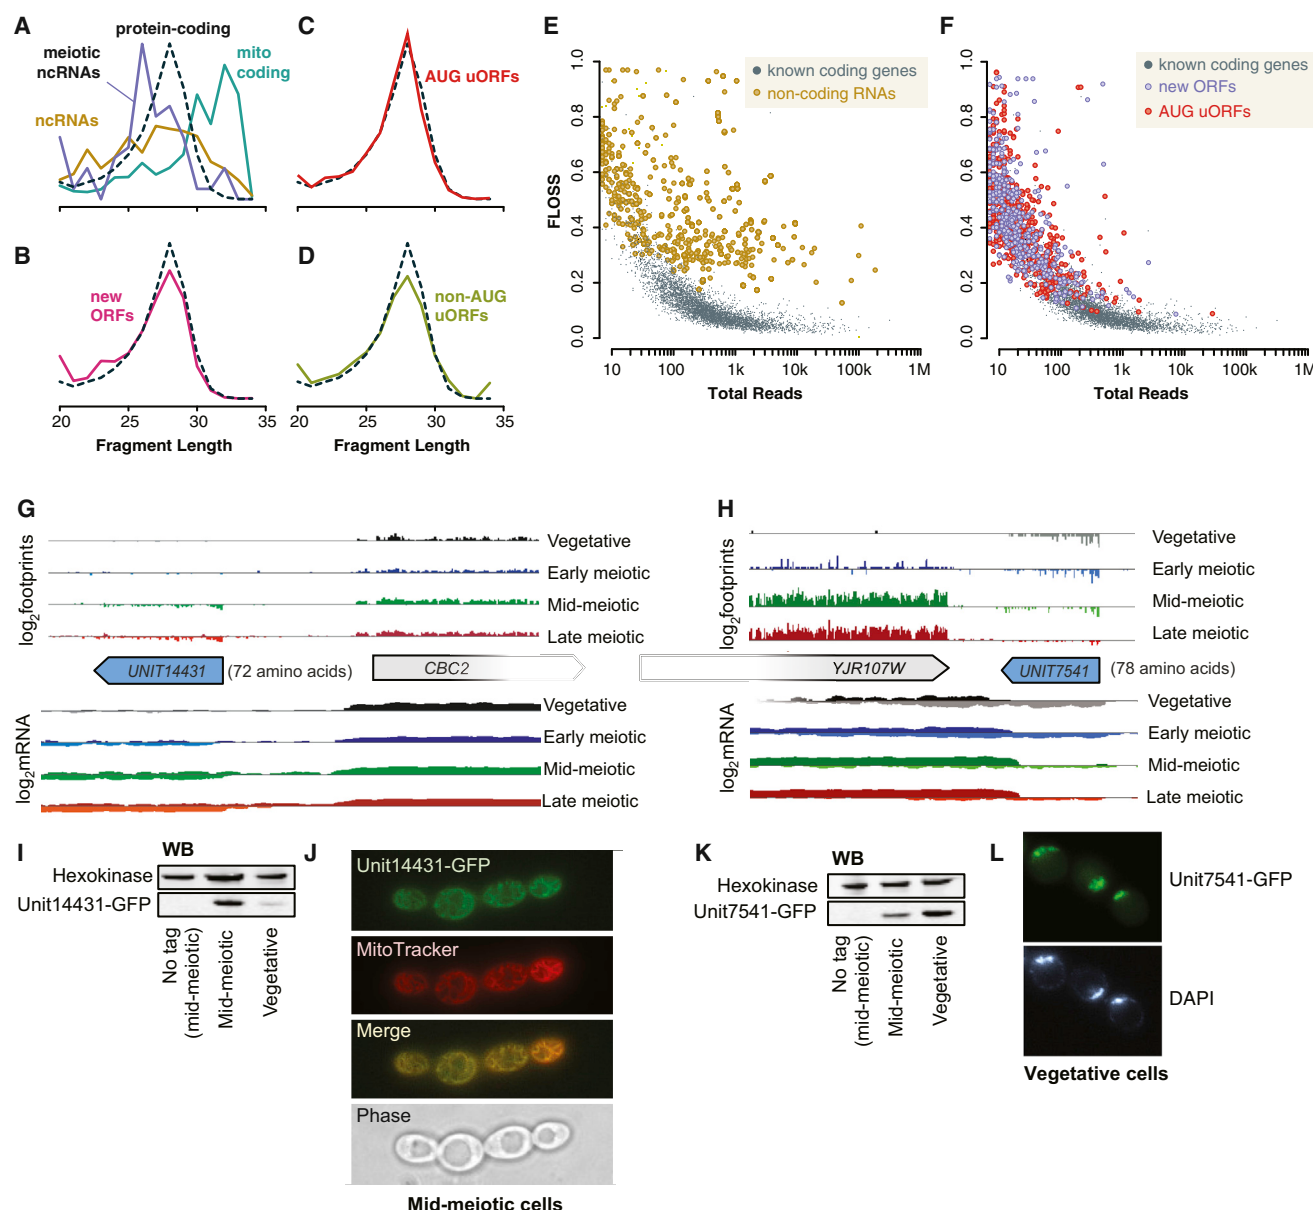 A
protein-coding
meiotic
ncRNAs
mito
coding
ncRNAs
C
AUG uORFs
B
new
ORFs
20
25
30
35
Fragment Length
D
non-AUG
uORFs
20
25
30
35
Fragment Length
E
FLOSS
1.0
0.8
0.6
0.4
0.2
0.0
known coding genes
non-coding RNAs
10
100
1k
10k
100k
1M
Total Reads
F
1.0
0.8
0.6
0.4
0.2
0.0
known coding genes
new ORFs
AUG uORFs
10
100
1k
10k
100k
1M
Total Reads
G
log2footprints
Vegetative
Early meiotic
Mid-meiotic
Late meiotic
UNIT14431
(72 amino acids)
CBC2
log2mRNA
Vegetative
Early meiotic
Mid-meiotic
Late meiotic
H
log2footprints
Vegetative
Early meiotic
Mid-meiotic
Late meiotic
YJR107W
UNIT7541
(78 amino acids)
log2mRNA
Vegetative
Early meiotic
Mid-meiotic
Late meiotic
I
WB
Hexokinase
Unit14431-GFP
No tag
(mid-meiotic)
Mid-meiotic
Vegetative
J
Unit14431-GFP
MitoTracker
Merge
Phase
Mid-meiotic cells
K
WB
Hexokinase
Unit7541-GFP
No tag
(mid-meiotic)
Mid-meiotic
Vegetative
L
Unit7541-GFP
DAPI
Vegetative cells